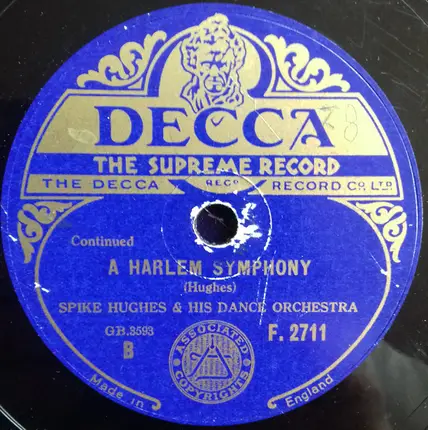 DECCA
38
THE SUPREME RECORD
THE DECCA RECORD CO. LTD.
Continued
A HARLEM SYMPHONY
(Hughes)
SPIKE HUGHES & HIS DANCE ORCHESTRA
GB.3593
B
F. 2711
ASSOCIATED COPYRIGHTS
Made in England